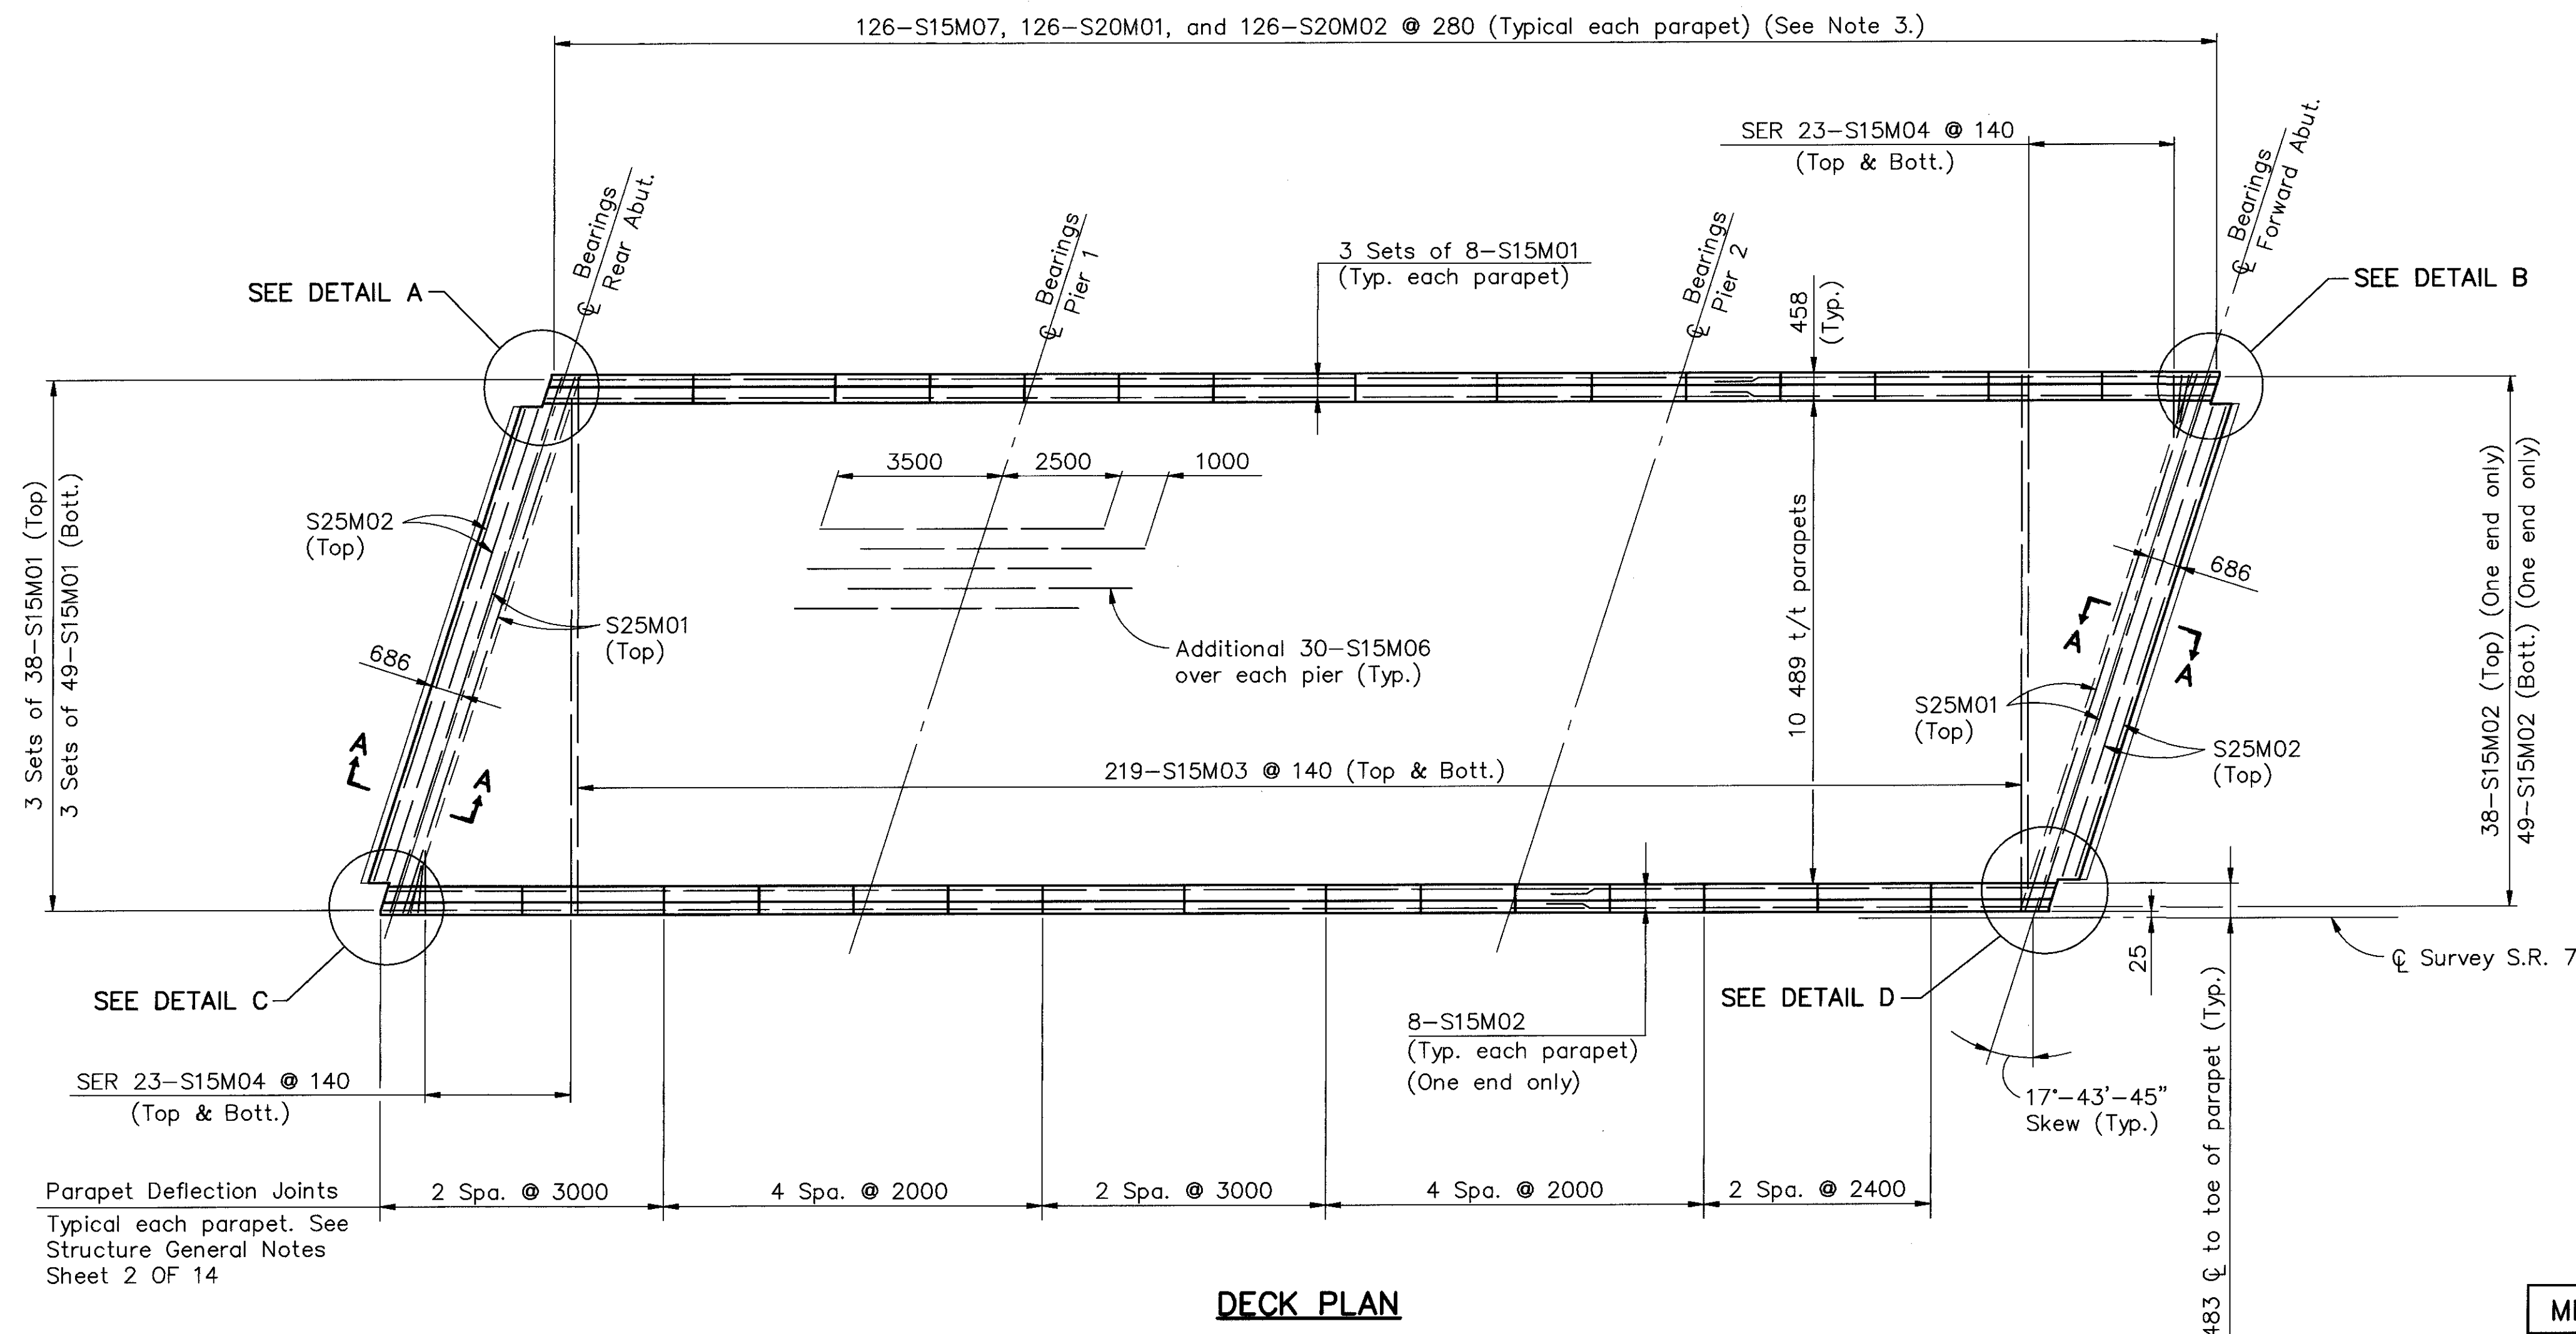 126-S15M07, 126-S20M01, and 126-S20M02 @ 280 (Typical each parapet) (See Note 3.)
SER 23-S15M04 @ 140
(Top & Bott.)
℄ Bearings
Rear Abut.
℄ Bearings
Pier 1
℄ Bearings
Pier 2
℄ Bearings
Forward Abut.
3 Sets of 8-S15M01
(Typ. each parapet)
458
(Typ.)
SEE DETAIL A
SEE DETAIL B
3500
2500
1000
3 Sets of 38-S15M01 (Top)
3 Sets of 49-S15M01 (Bott.)
S25M02
(Top)
S25M01
(Top)
686
A
A
Additional 30-S15M06
over each pier (Typ.)
10 489 t/t parapets
219-S15M03 @ 140 (Top & Bott.)
686
A
A
S25M01
(Top)
S25M02
(Top)
38-S15M02 (Top) (One end only)
49-S15M02 (Bott.) (One end only)
25
℄ Survey S.R. 7
SEE DETAIL C
SEE DETAIL D
8-S15M02
(Typ. each parapet)
(One end only)
17°-43'-45"
Skew (Typ.)
483 ℄ to toe of parapet (Typ.)
SER 23-S15M04 @ 140
(Top & Bott.)
Parapet Deflection Joints
Typical each parapet. See
Structure General Notes
Sheet 2 OF 14
2 Spa. @ 3000
4 Spa. @ 2000
2 Spa. @ 3000
4 Spa. @ 2000
2 Spa. @ 2400
DECK PLAN